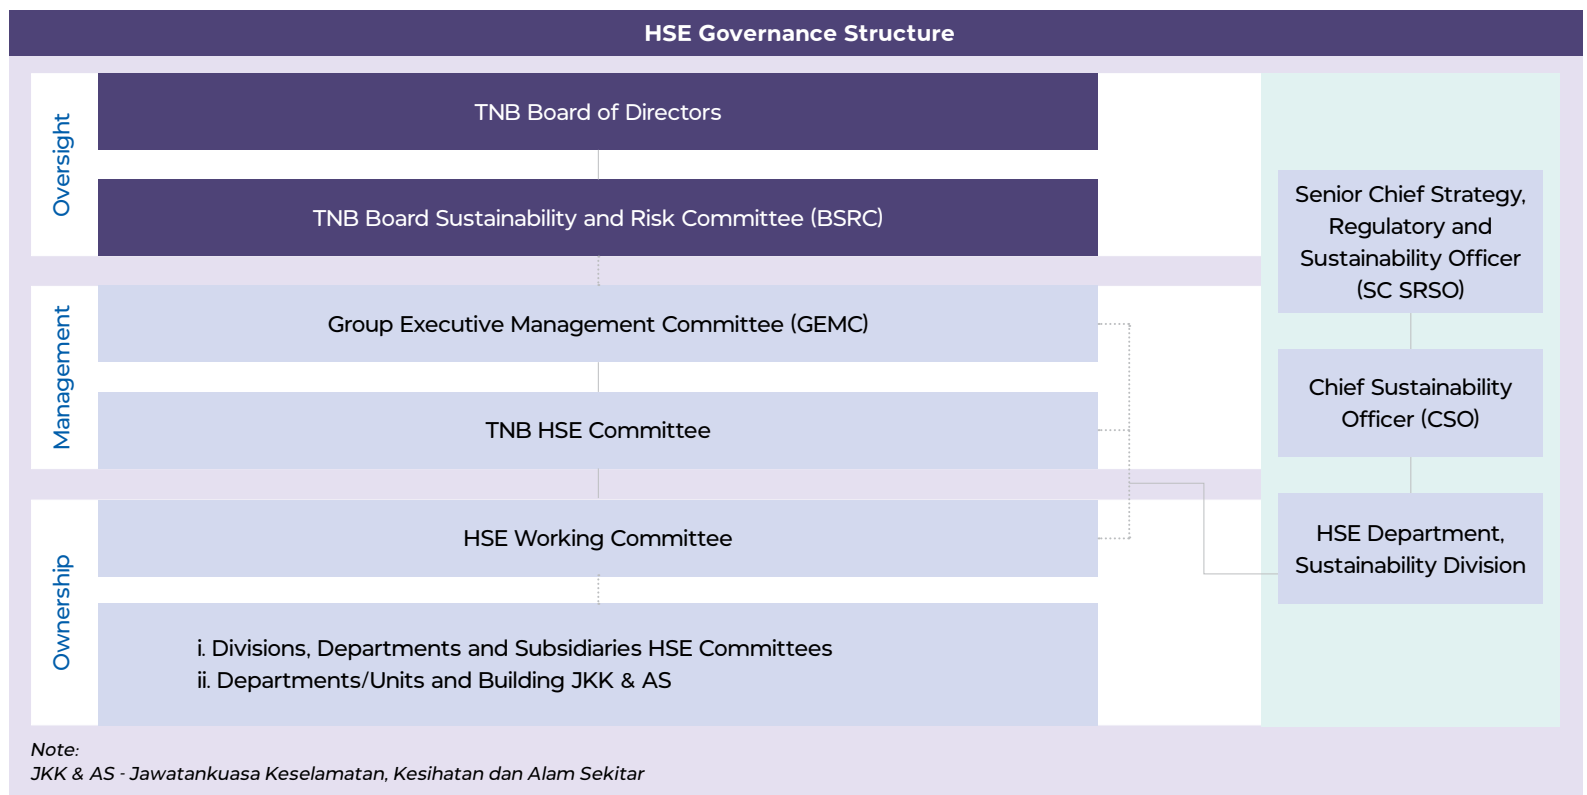 HSE Governance Structure
Oversight
TNB Board of Directors
TNB Board Sustainability and Risk Committee (BSRC)
Management
Group Executive Management Committee (GEMC)
TNB HSE Committee
Ownership
HSE Working Committee
i. Divisions, Departments and Subsidiaries HSE Committees
ii. Departments/Units and Building JKK & AS
Senior Chief Strategy,
Regulatory and
Sustainability Officer
(SC SRSO)
Chief Sustainability
Officer (CSO)
HSE Department,
Sustainability Division
Note:
JKK & AS - Jawatankuasa Keselamatan, Kesihatan dan Alam Sekitar